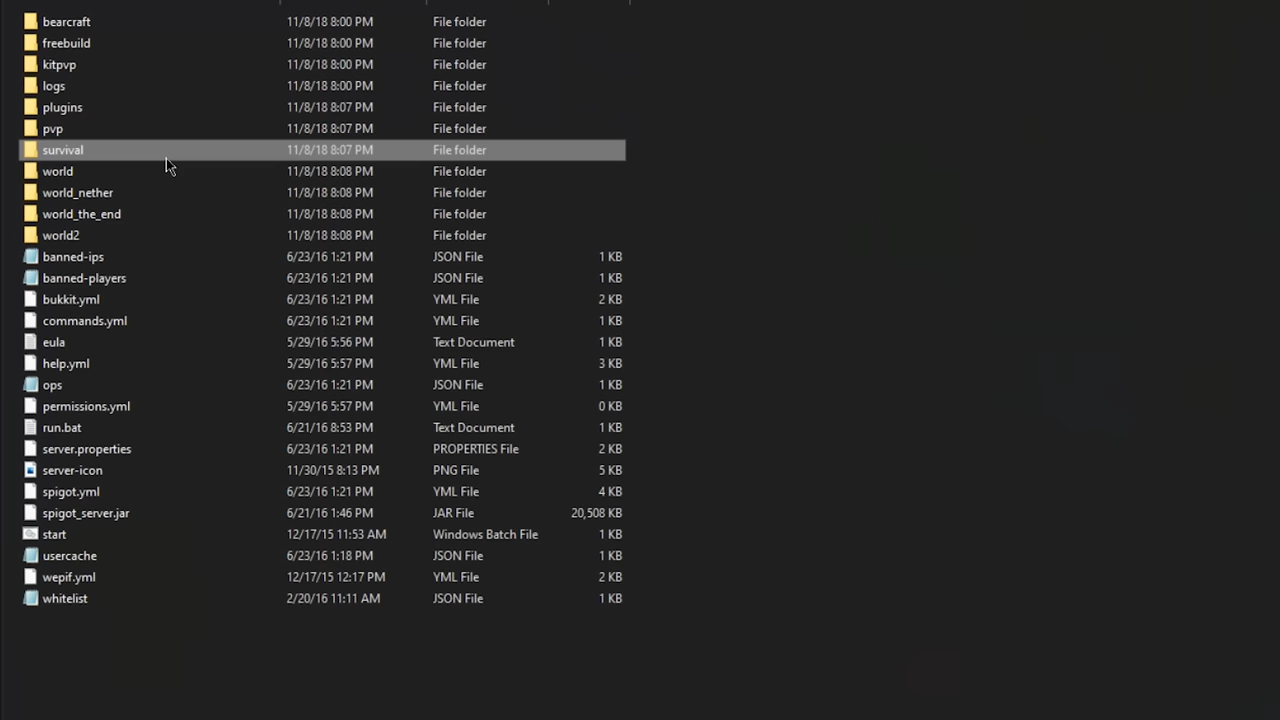 bearcraft 11/8/18 8:00 PM File folder
freebuild 11/8/18 8:00 PM File folder
kitpvp 11/8/18 8:00 PM File folder
logs 11/8/18 8:00 PM File folder
plugins 11/8/18 8:07 PM File folder
pvp 11/8/18 8:07 PM File folder
survival 11/8/18 8:07 PM File folder
world 11/8/18 8:08 PM File folder
world_nether 11/8/18 8:08 PM File folder
world_the_end 11/8/18 8:08 PM File folder
world2 11/8/18 8:08 PM File folder
banned-ips 6/23/16 1:21 PM JSON File 1 KB
banned-players 6/23/16 1:21 PM JSON File 1 KB
bukkit.yml 6/23/16 1:21 PM YML File 2 KB
commands.yml 6/23/16 1:21 PM YML File 1 KB
eula 5/29/16 5:56 PM Text Document 1 KB
help.yml 5/29/16 5:57 PM YML File 3 KB
ops 6/23/16 1:21 PM JSON File 1 KB
permissions.yml 5/29/16 5:57 PM YML File 0 KB
run.bat 6/21/16 8:53 PM Text Document 1 KB
server.properties 6/23/16 1:21 PM PROPERTIES File 2 KB
server-icon 11/30/15 8:13 PM PNG File 5 KB
spigot.yml 6/23/16 1:21 PM YML File 4 KB
spigot_server.jar 6/21/16 1:46 PM JAR File 20,508 KB
start 12/17/15 11:53 AM Windows Batch File 1 KB
usercache 6/23/16 1:18 PM JSON File 1 KB
wepif.yml 12/17/15 12:17 PM YML File 2 KB
whitelist 2/20/16 11:11 AM JSON File 1 KB